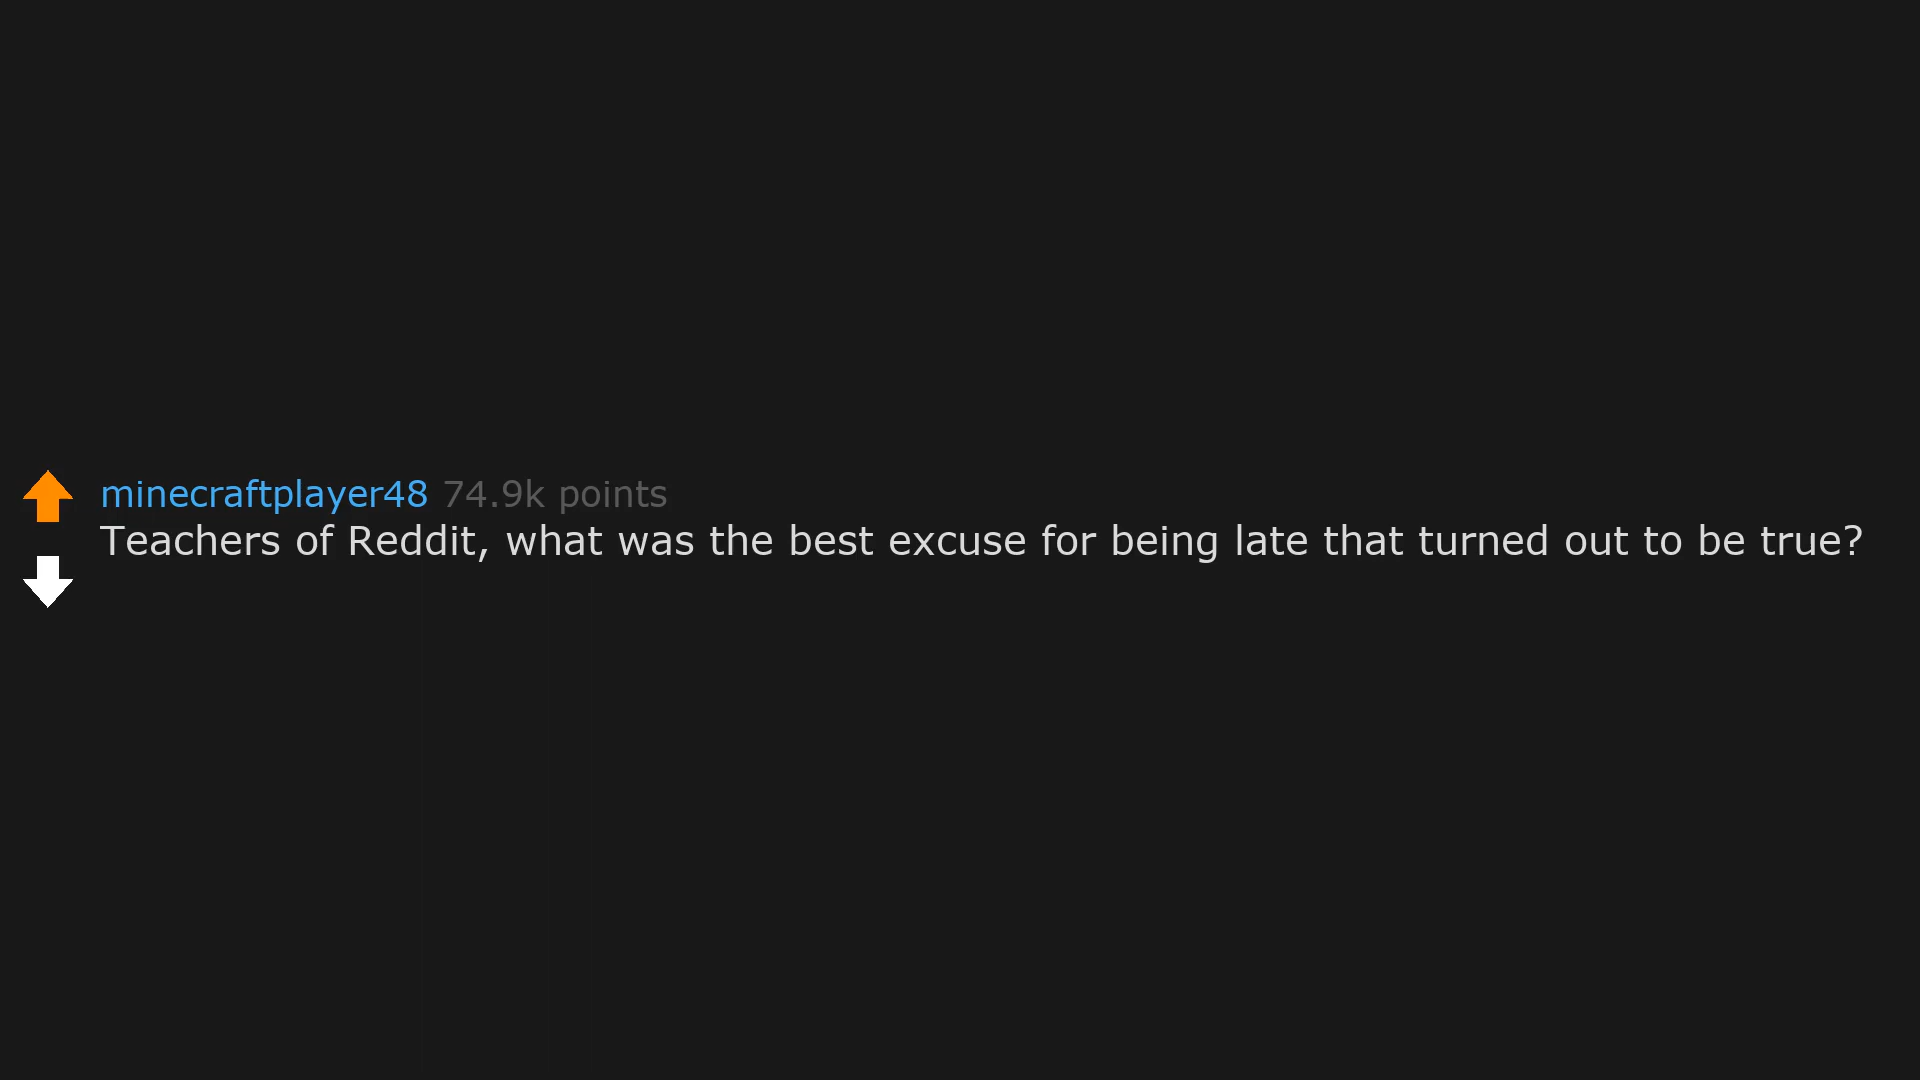 minecraftplayer48 74.9k points
Teachers of Reddit, what was the best excuse for being late that turned out to be true?